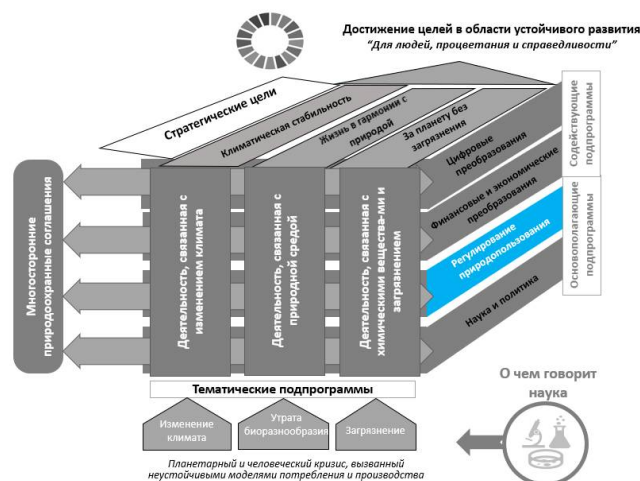 Достижение целей в области устойчивого развития
“Для людей, процветания и справедливости”
Стратегические цели
Климатическая стабильность
Жизнь в гармонии с
природой
За планету без
загрязнения
Цифровые
преобразования
Финансовые и экономические
преобразования
Регулирование
природопользования
Наука и политика
Содействующие
подпрограммы
Основополагающие
подпрограммы
Многосторонние
природоохранные соглашения
Деятельность, связанная с
изменением климата
Деятельность, связанная с
природной средой
Деятельность, связанная с
химическими вещества-ми и
загрязнением
Тематические подпрограммы
Изменение
климата
Утрата
биоразнообразия
Загрязнение
О чем говорит
наука
Планетарный и человеческий кризис, вызванный
неустойчивыми моделями потребления и производства